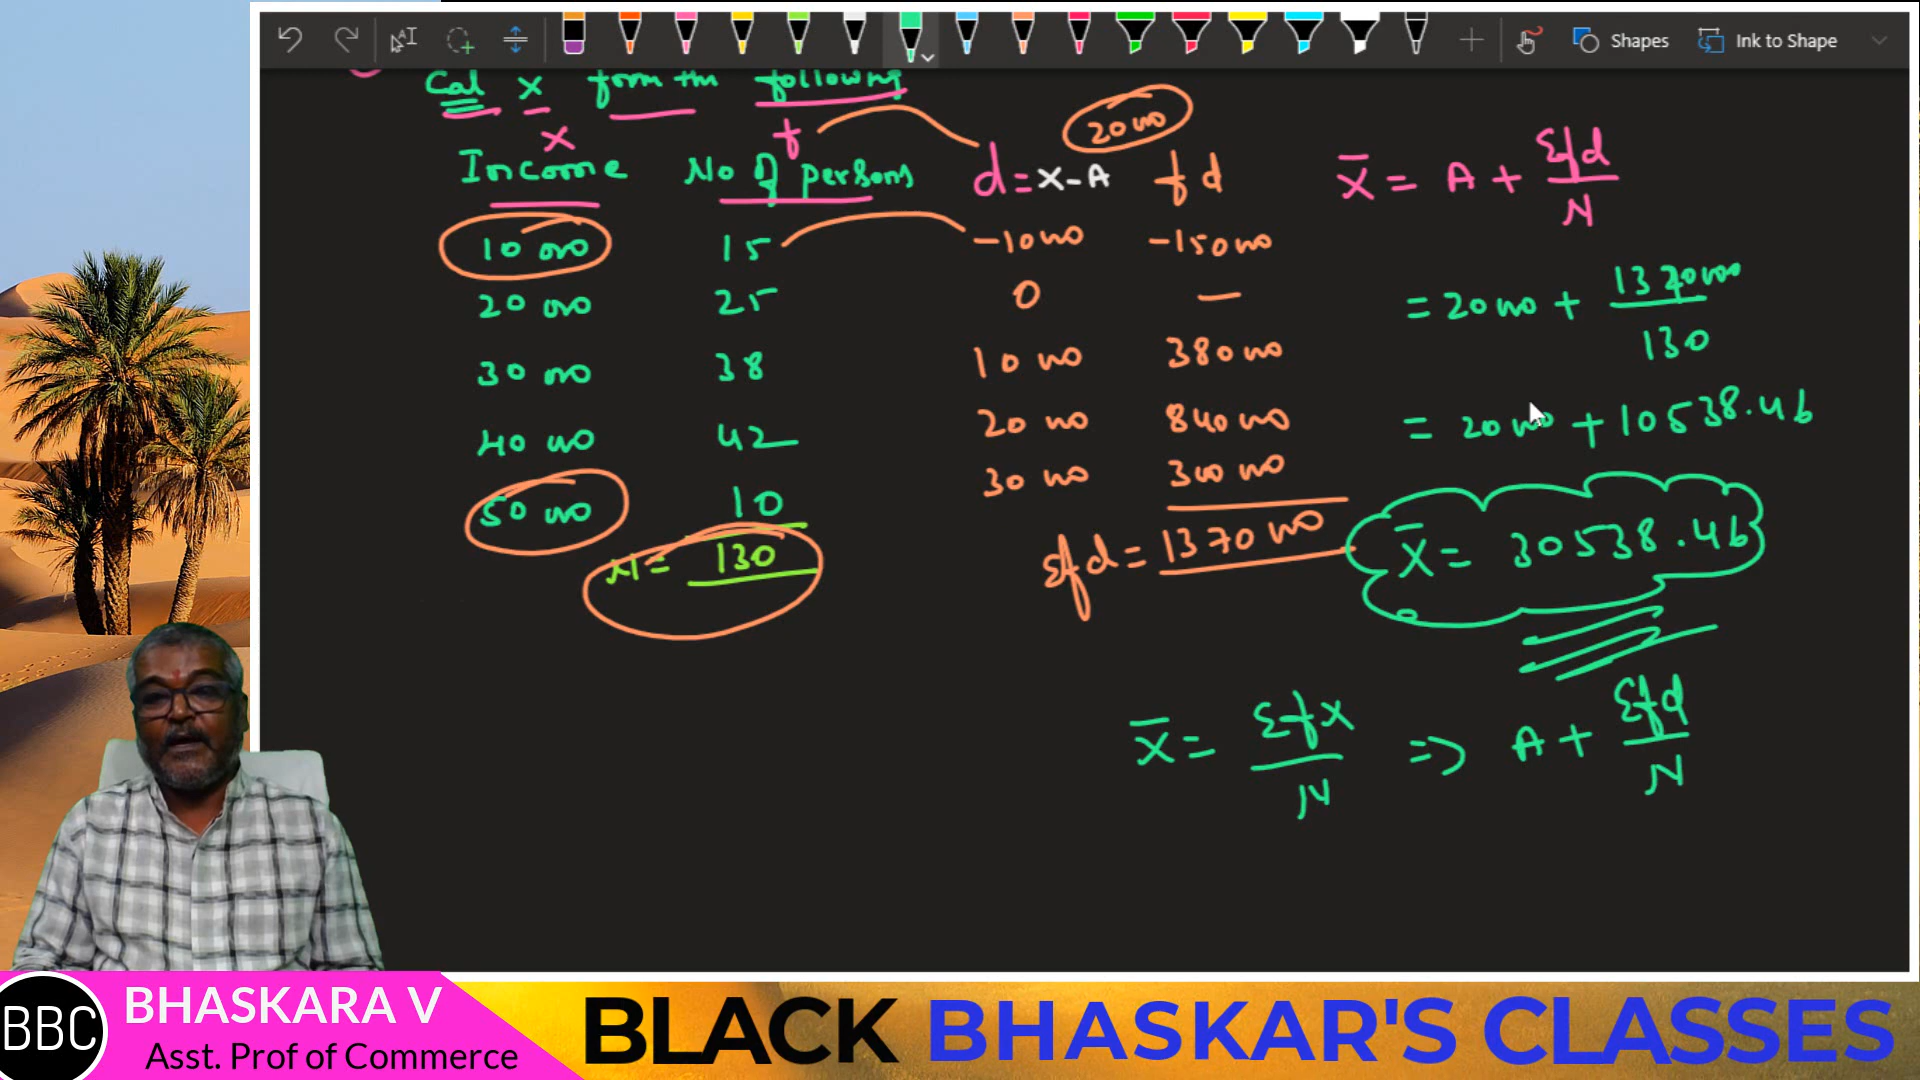 Shapes Ink to Shape
Cal x form the following
X f 20000
Income No of persons d = X - A fd
10000 15 -10000 -150000
20000 25 0 —
30000 38 10000 380000
40000 42 20000 840000
50000 10 30000 300000
N = 130 Σfd = 1370000
X̄ = A + Σfd/N
= 20000 + 1370000/130
= 20000 + 10538.46
X̄ = 30538.46
X̄ = ΣfX/N => A + Σfd/N
BBC
BHASKARA V
Asst. Prof of Commerce
BLACK BHASKAR'S CLASSES